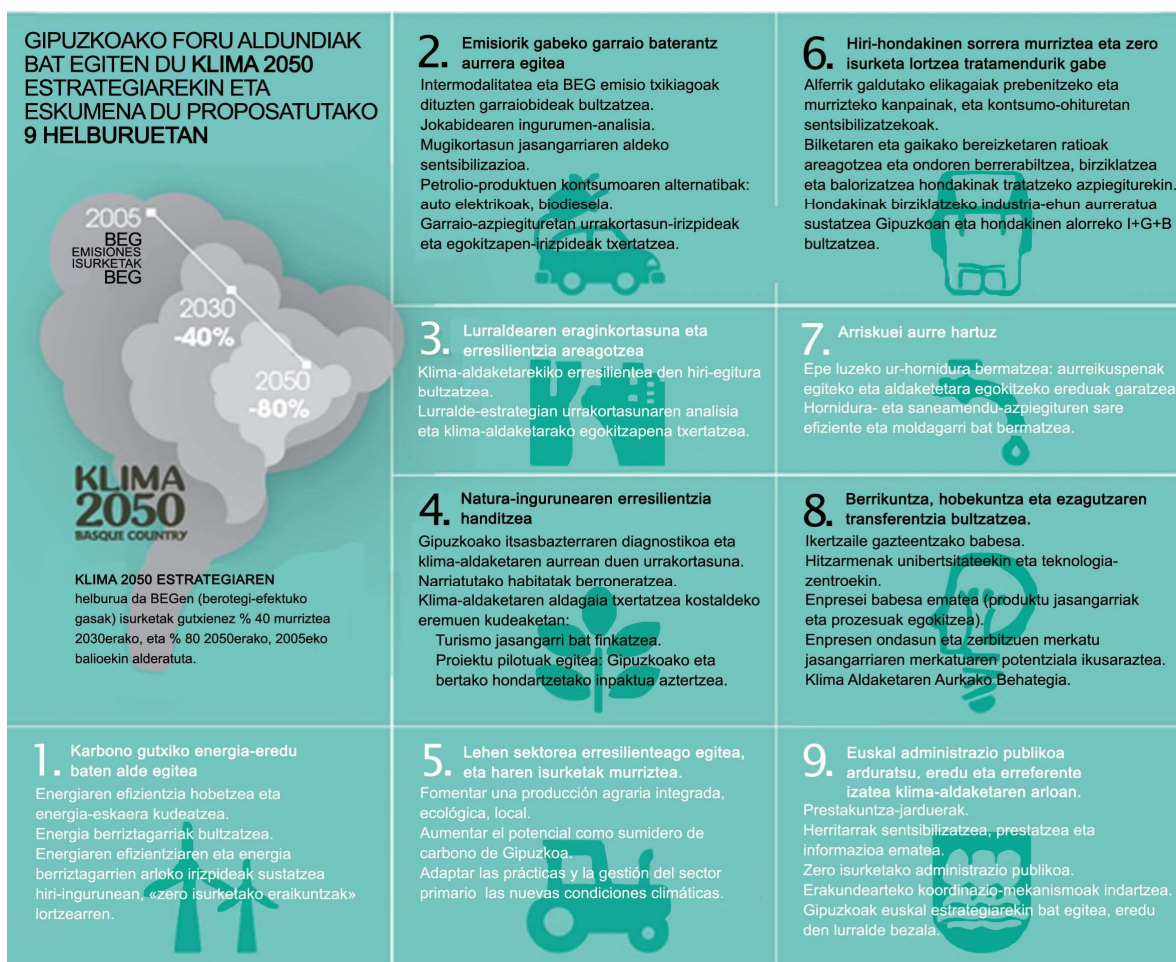 GIPUZKOAKO FORU ALDUNDIAK
BAT EGITEN DU KLIMA 2050
ESTRATEGIAREKIN ETA
ESKUMENA DU PROPOSATUTAKO
9 HELBURUETAN
2005
BEG
EMISIONES
ISURKETAK
BEG
2030
-40%
2050
-80%
KLIMA
2050
BASQUE COUNTRY
KLIMA 2050 ESTRATEGIAREN
helburua da BEGen (berotegi-efektuko
gasak) isurketak gutxienez % 40 murriztea
2030erako, eta % 80 2050erako, 2005eko
balioekin alderatuta.
1. Karbono gutxiko energia-eredu
baten alde egitea
Energiaren efizientzia hobetzea eta
energia-eskaera kudeatzea.
Energia berriztagarriak bultzatzea.
Energiaren efizientziaren eta energia
berriztagarrien arloko irizpideak sustatzea
hiri-ingurunean, «zero isurketako eraikuntzak»
lortzearren.
2. Emisiorik gabeko garraio baterantz
aurrera egitea
Intermodalitatea eta BEG emisio txikiagoak
dituzten garraiobideak bultzatzea.
Jokabidearen ingurumen-analisia.
Mugikortasun jasangarriaren aldeko
sentsibilizazioa.
Petrolio-produktuen kontsumoaren alternatibak:
auto elektrikoak, biodiesela.
Garraio-azpiegituretan urrakortasun-irizpideak
eta egokitzapen-irizpideak txertatzea.
3. Lurraldearen eraginkortasuna eta
erresilientzia areagotzea
Klima-aldaketarekiko erresilientea den hiri-egitura
bultzatzea.
Lurralde-estrategian urrakortasunaren analisia
eta klima-aldaketarako egokitzapena txertatzea.
4. Natura-ingurunearen erresilientzia
handitzea
Gipuzkoako itsasbazterraren diagnostikoa eta
klima-aldaketaren aurrean duen urrakortasuna.
Narriatutako habitatak berroneratzea.
Klima-aldaketaren aldagaia txertatzea kostaldeko
eremuen kudeaketan:
Turismo jasangarri bat finkatzea.
Proiektu pilotuak egitea: Gipuzkoako eta
bertako hondartzetako inpaktua aztertzea.
5. Lehen sektorea erresilienteago egitea,
eta haren isurketak murriztea.
Fomentar una producción agraria integrada,
ecológica, local.
Aumentar el potencial como sumidero de
carbono de Gipuzkoa.
Adaptar las prácticas y la gestión del sector
primario las nuevas condiciones climáticas.
6. Hiri-hondakinen sorrera murriztea eta zero
isurketa lortzea tratamendurik gabe
Alferrik galdutako elikagaiak prebenitzeko eta
murrizteko kanpainak, eta kontsumo-ohituretan
sentsibilizatzekoak.
Bilketaren eta gaikako bereizketaren ratioak
areagotzea eta ondoren berrerabiltzea, birziklatzea
eta balorizatzea hondakinak tratatzeko azpiegiturekin.
Hondakinak birziklatzeko industria-ehun aurreratua
sustatzea Gipuzkoan eta hondakinen alorreko I+G+B
bultzatzea.
7. Arriskuei aurre hartuz
Epe luzeko ur-hornidura bermatzea: aurreikuspenak
egiteko eta aldaketetara egokitzeko ereduak garatzea
Hornidura- eta saneamendu-azpiegituren sare
efiziente eta moldagarri bat bermatzea.
8. Berrikuntza, hobekuntza eta ezagutzaren
transferentzia bultzatzea.
Ikertzaile gazteentzako babesa.
Hitzarmenak unibertsitateekin eta teknologia-
zentroekin.
Enpresei babesa ematea (produktu jasangarriak
eta prozesuak egokitzea).
Enpresen ondasun eta zerbitzuen merkatu
jasangarriaren merkatuaren potentziala ikusaraztea.
Klima Aldaketaren Aurkako Behategia.
9. Euskal administrazio publikoa
arduratsu, eredu eta erreferente
izatea klima-aldaketaren arloan.
Prestakuntza-jarduerak.
Herritarrak sentsibilizatzea, prestatzea eta
informazioa ematea.
Zero isurketako administrazio publikoa.
Erakundearteko koordinazio-mekanismoak indartzea.
Gipuzkoak euskal estrategiarekin bat egitea, eredu
den lurralde bezala.